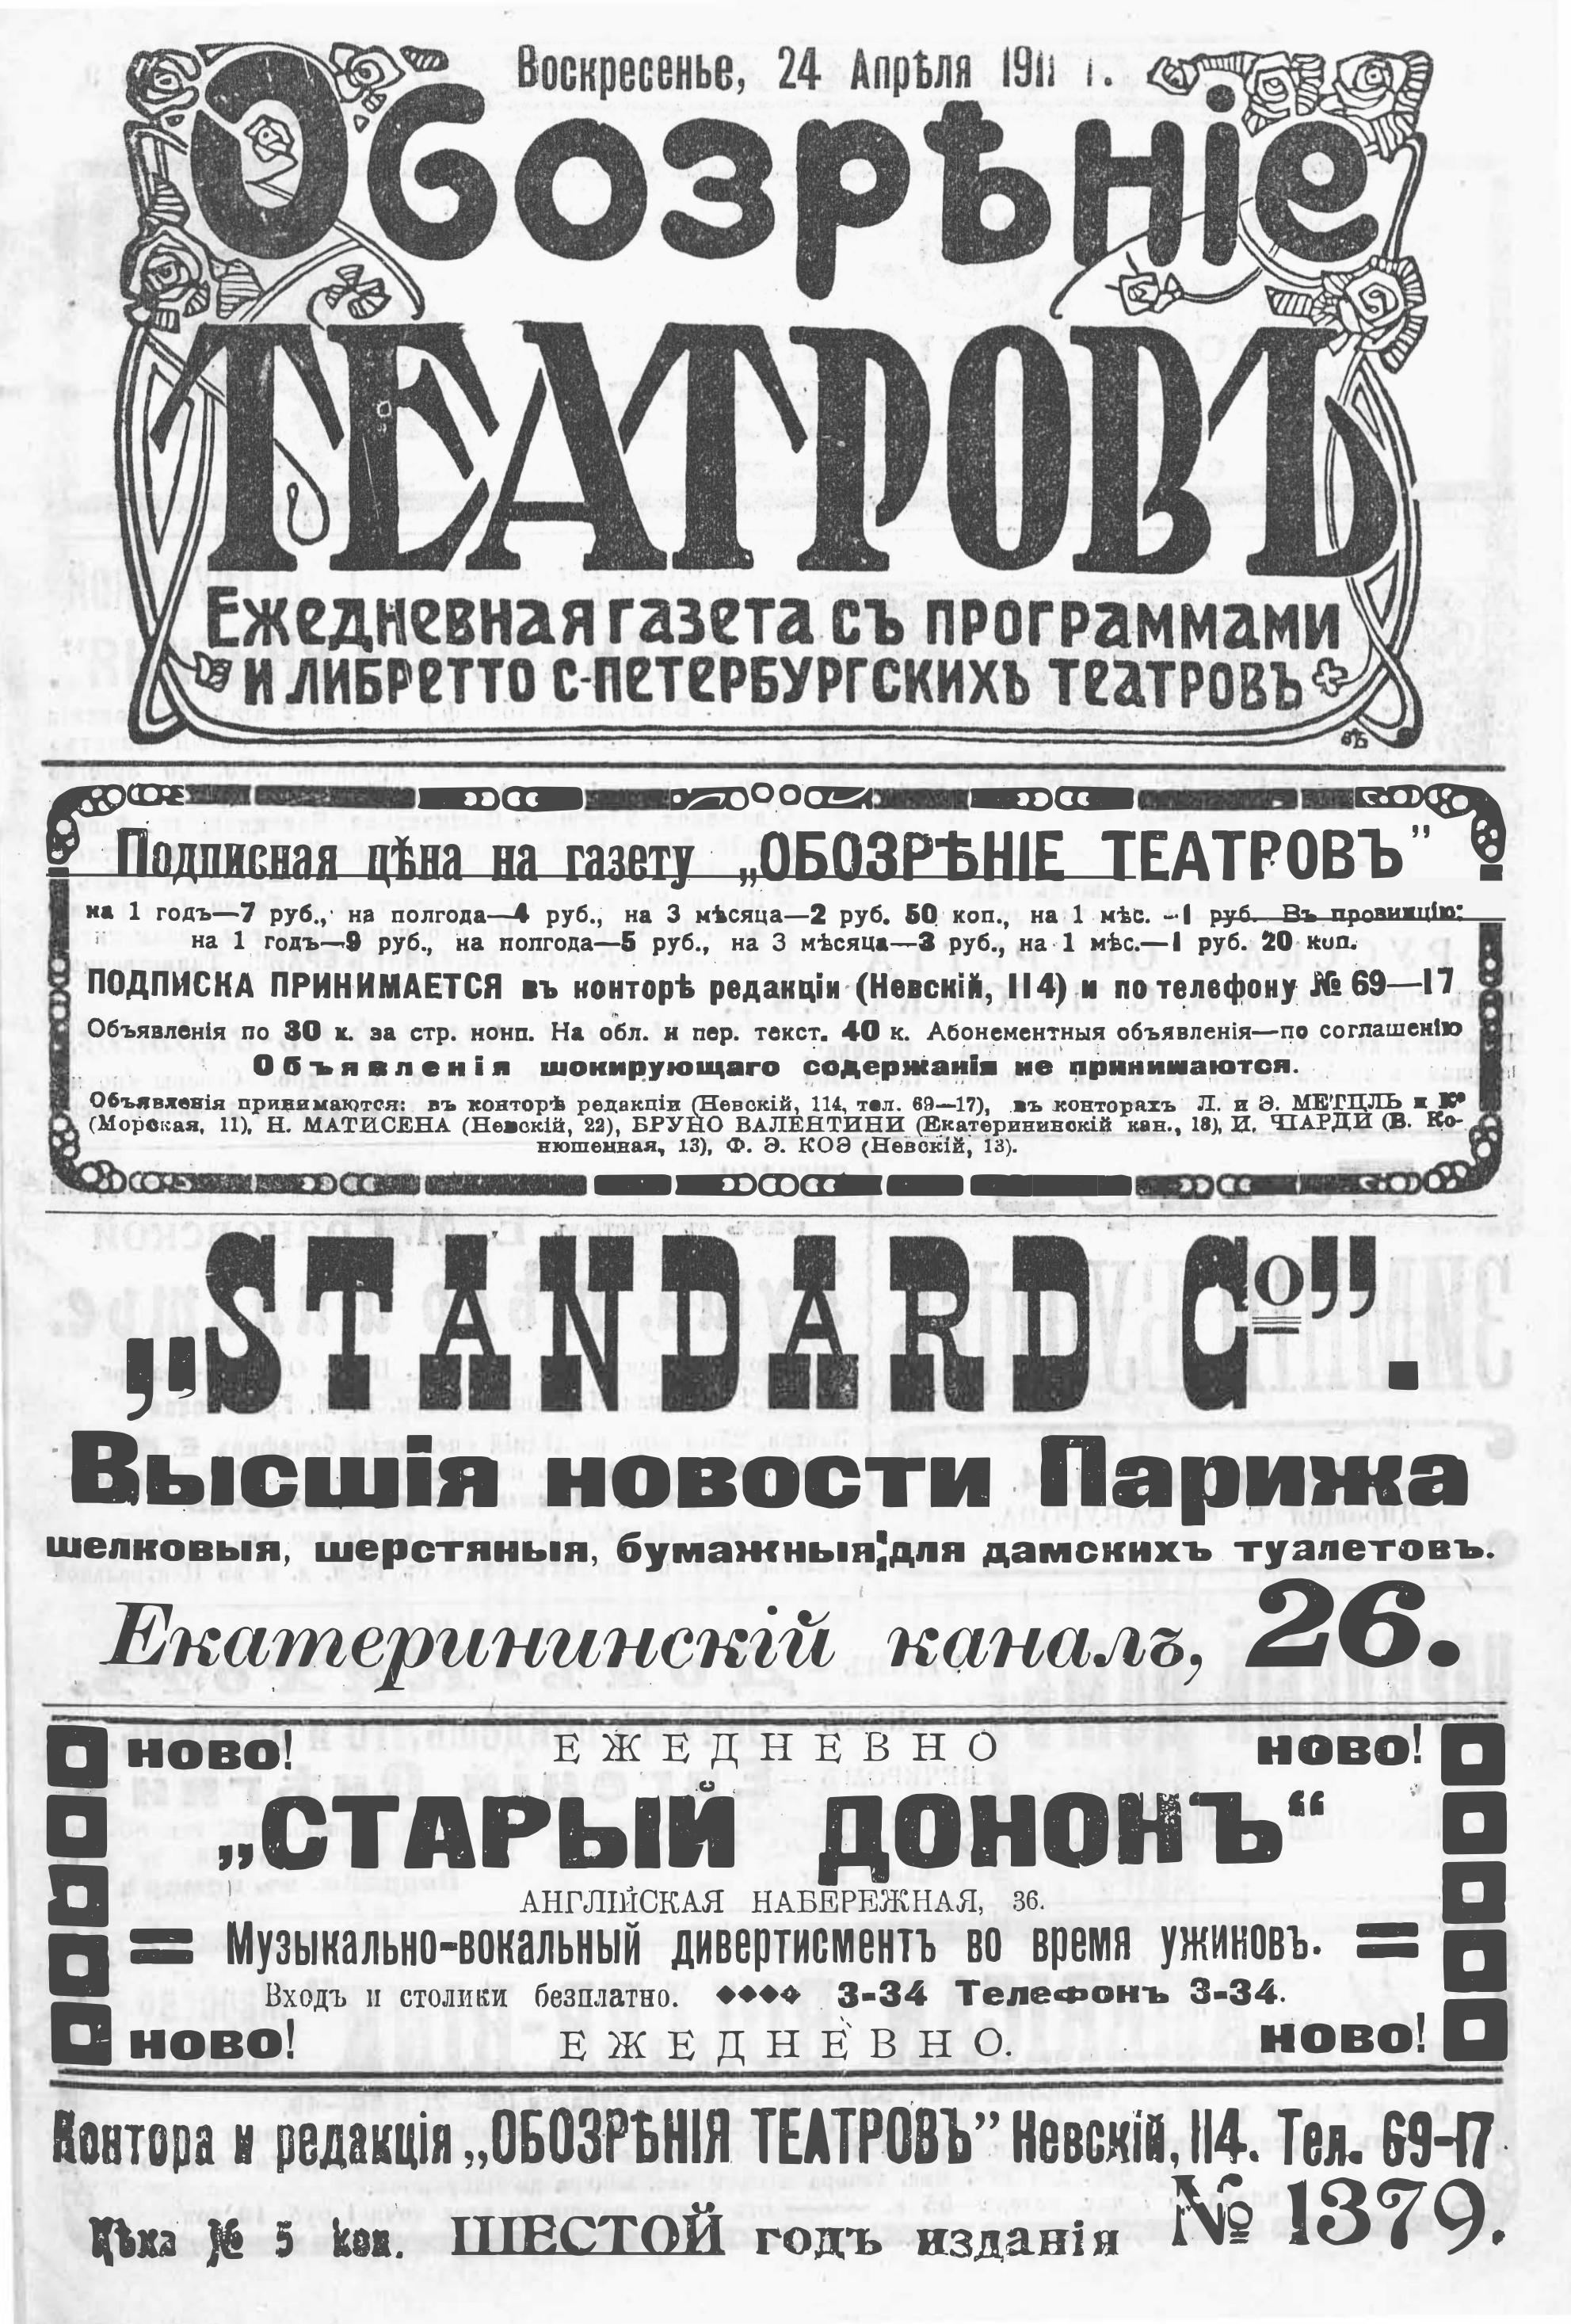 Воскресенье, 24 Апрѣля 1911 г.
Обозрѣніе
ТЕАТРОВЪ
Ежедневная газета съ программами
и либретто С-Петербургскихъ театровъ
Подписная цѣна на газету „ОБОЗРѢНІЕ ТЕАТРОВЪ”
на 1 годъ—7 руб., на полгода—4 руб., на 3 мѣсяца—2 руб. 50 коп., на 1 мѣс. -1 руб. Въ провинцію:
на 1 годъ—9 руб., на полгода—5 руб., на 3 мѣсяца—3 руб., на 1 мѣс.—1 руб. 20 коп.
ПОДПИСКА ПРИНИМАЕТСЯ въ конторѣ редакціи (Невскій, 114) и по телефону № 69—17
Объявленія по 30 к. за стр. нонп. На обл. и пер. текст. 40 к. Абонементныя объявленія—по соглашенію
Объявленія шокирующаго содержанія не принимаются.
Объявленія принимаются: въ конторѣ редакціи (Невскій, 114, тел. 69—17), въ конторахъ Л. и Э. МЕТЦЛЬ и Ко
(Морская, 11), Н. МАТИСЕНА (Невскій, 22), БРУНО ВАЛЕНТИНИ (Екатерининскій кан., 18), И. ЧІАРДИ (Б. Ко-
нюшенная, 13), Ф. Э. КОЭ (Невскій, 13).
„STANDARD Co”.
Высшія новости Парижа
шелковыя, шерстяныя, бумажныя для дамскихъ туалетовъ.
Екатерининскій каналъ, 26.
НОВО! ЕЖЕДНЕВНО НОВО!
„СТАРЫЙ ДОНОНЪ“
АНГЛІЙСКАЯ НАБЕРЕЖНАЯ, 36.
Музыкально-вокальный дивертисментъ во время ужиновъ.
Входъ и столики безплатно. 3-34 Телефонъ 3-34.
НОВО! ЕЖЕДНЕВНО. НОВО!
Контора и редакція „ОБОЗРѢНІЯ ТЕАТРОВЪ” Невскій, 114. Тел. 69-17
Цѣна № 5 коп. ШЕСТОЙ годъ изданія № 1379.